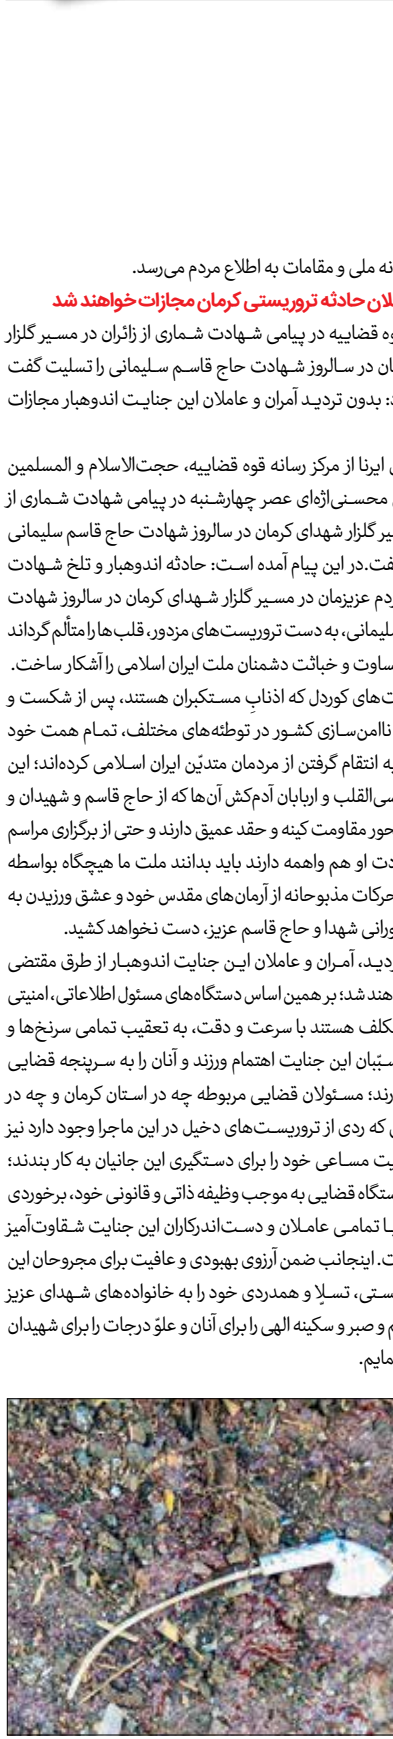 نه ملی و مقامات به اطلاع مردم می‌رسد.
لان حادثه تروریستی کرمان مجازات خواهند شد
وه قضاییه در پیامی شهادت شماری از زائران در مسیر گلزار
ان در سالروز شهادت حاج قاسم سلیمانی را تسلیت گفت
د: بدون تردید آمران و عاملان این جنایت اندوهبار مجازات
ایرنا از مرکز رسانه قوه قضاییه، حجت‌الاسلام و المسلمین
محسنی‌اژه‌ای عصر چهارشنبه در پیامی شهادت شماری از
یر گلزار شهدای کرمان در سالروز شهادت حاج قاسم سلیمانی
فت.در این پیام آمده است: حادثه اندوهبار و تلخ شهادت
ردم عزیزمان در مسیر گلزار شهدای کرمان در سالروز شهادت
لیمانی، به دست تروریست‌های مزدور، قلب‌ها را متألم گرداند
ساوت و خباثت دشمنان ملت ایران اسلامی را آشکار ساخت.
ت‌های کوردل که اذنابِ مستکبران هستند، پس از شکست و
ناامن‌سازی کشور در توطئه‌های مختلف، تمام همت خود
به انتقام گرفتن از مردمان متدیّن ایران اسلامی کرده‌اند؛ این
سی‌القلب و اربابان آدم‌کش آن‌ها که از حاج قاسم و شهیدان و
حور مقاومت کینه و حقد عمیق دارند و حتی از برگزاری مراسم
دت او هم واهمه دارند باید بدانند ملت ما هیچگاه بواسطه
حرکات مذبوحانه از آرمان‌های مقدس خود و عشق ورزیدن به
ورانی شهدا و حاج قاسم عزیز، دست نخواهد کشید.
ردید، آمران و عاملان این جنایت اندوهبار از طرق مقتضی
هند شد؛ بر همین اساس دستگاه‌های مسئول اطلاعاتی، امنیتی
کلف هستند با سرعت و دقت، به تعقیب تمامی سرنخ‌ها و
سبّبان این جنایت اهتمام ورزند و آنان را به سرپنجه قضایی
رند؛ مسئولان قضایی مربوطه چه در استان کرمان و چه در
که ردی از تروریست‌های دخیل در این ماجرا وجود دارد نیز
یت مساعی خود را برای دستگیری این جانیان به کار بندند؛
ستگاه قضایی به موجب وظیفه ذاتی و قانونی خود، برخوردی
با تمامی عاملان و دست‌اندرکاران این جنایت شقاوت‌آمیز
ت. اینجانب ضمن آرزوی بهبودی و عافیت برای مجروحان این
ستی، تسلا و همدردی خود را به خانواده‌های شهدای عزیز
م و صبر و سکینه الهی را برای آنان و علوّ درجات را برای شهیدان
مایم.